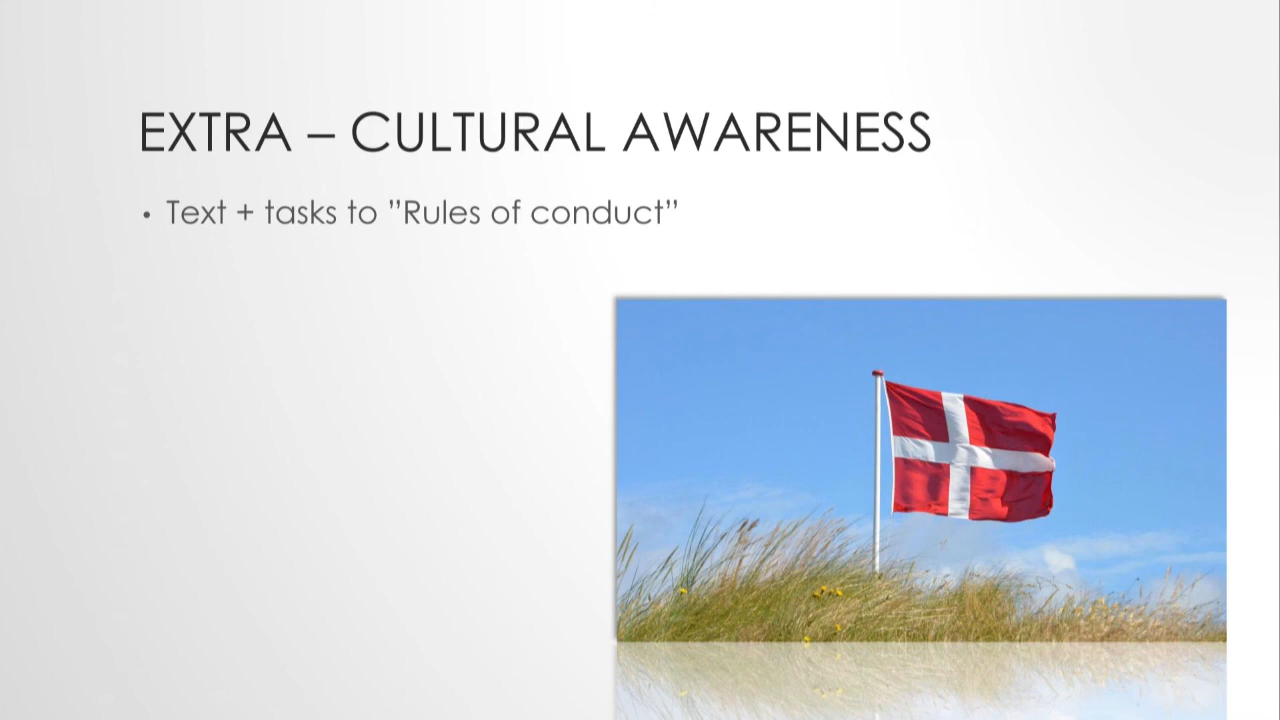 EXTRA – CULTURAL AWARENESS
• Text + tasks to ”Rules of conduct”